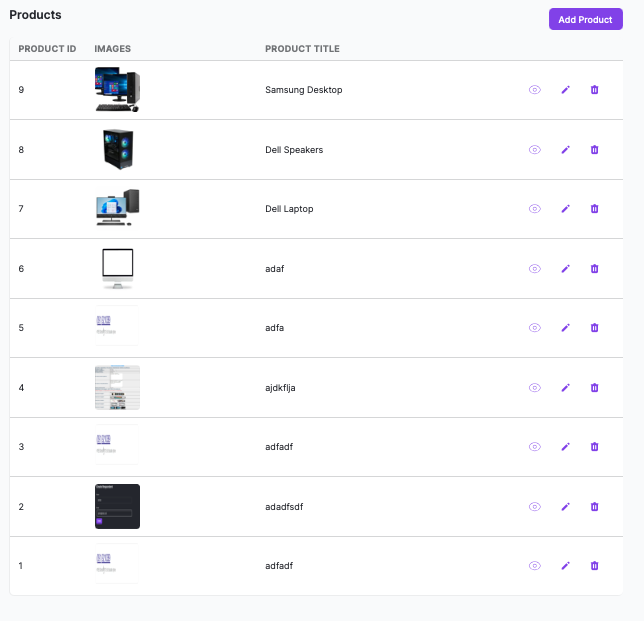 Products
Add Product
PRODUCT ID IMAGES PRODUCT TITLE
9 Samsung Desktop
8 Dell Speakers
7 Dell Laptop
6 adaf
5 adfa
4 ajdkflja
3 adfadf
2 adadfsdf
1 adfadf